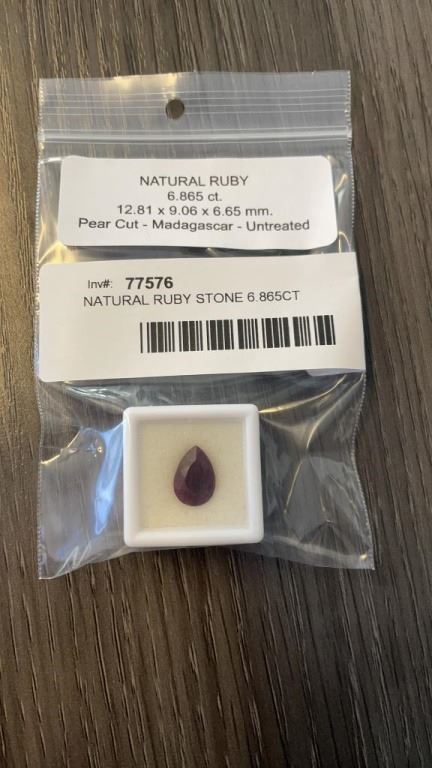 NATURAL RUBY
6.865 ct.
12.81 x 9.06 x 6.65 mm.
Pear Cut - Madagascar - Untreated
Inv#: 77576
NATURAL RUBY STONE 6.865CT